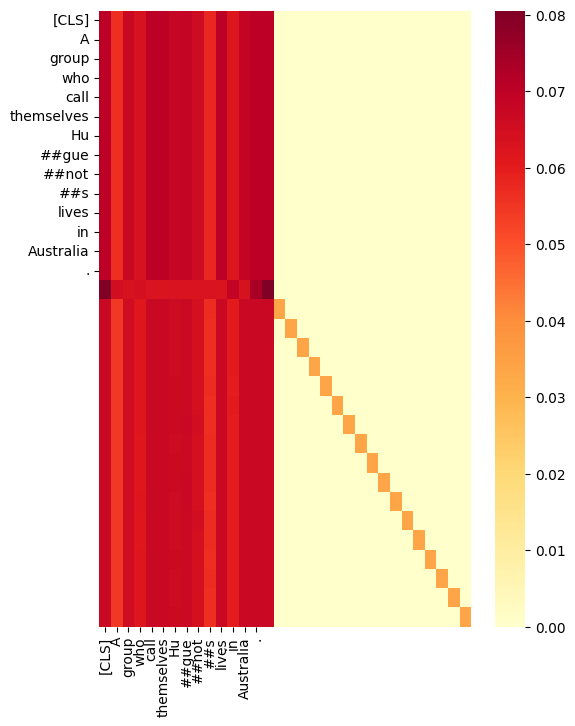 [CLS]
A
group
who
call
themselves
Hu
##gue
##not
##s
lives
in
Australia
.
0.08
0.07
0.06
0.05
0.04
0.03
0.02
0.01
0.00
[CLS]
A
group
who
call
themselves
Hu
##gue
##not
##s
lives
in
Australia
.